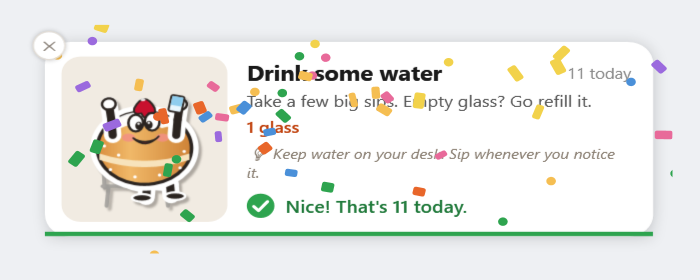 Drink some water
11 today
Take a few big sips. Empty glass? Go refill it.
1 glass
Keep water on your desk. Sip whenever you notice
it.
Nice! That's 11 today.